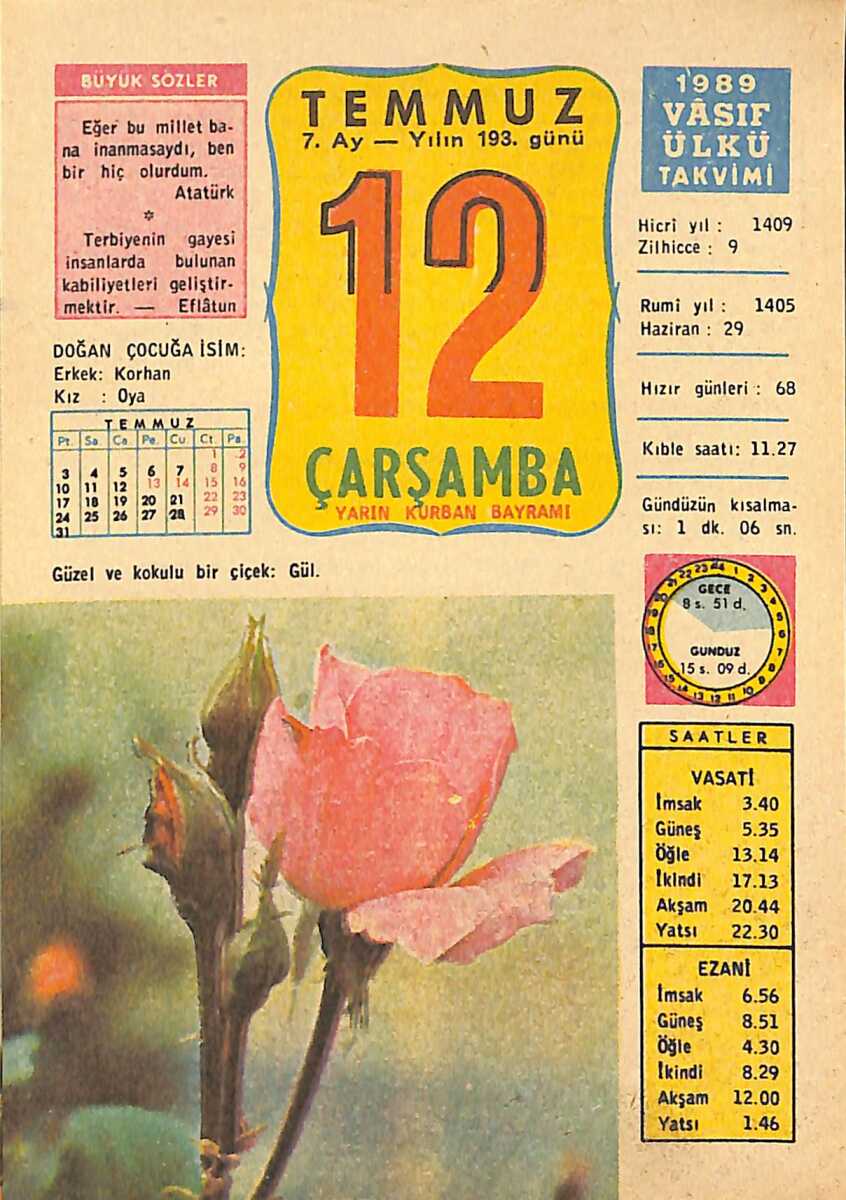 BÜYÜK SÖZLER
Eğer bu millet ba-
na inanmasaydı, ben
bir hiç olurdum.
Atatürk
*
Terbiyenin gayesi
insanlarda bulunan
kabiliyetleri geliştir-
mektir. — Eflâtun
DOĞAN ÇOCUĞA İSİM:
Erkek: Korhan
Kız : Oya
TEMMUZ
Pt. Sa. Ça. Pe. Cu. Ct. Pa.
1 2
3 4 5 6 7 8 9
10 11 12 13 14 15 16
17 18 19 20 21 22 23
24 25 26 27 28 29 30
31
TEMMUZ
7. Ay — Yılın 193. günü
12
ÇARŞAMBA
YARIN KURBAN BAYRAMI
1989
VÂSIF
ÜLKÜ
TAKVİMİ
Hicrî yıl : 1409
Zilhicce : 9
Rumî yıl : 1405
Haziran : 29
Hızır günleri : 68
Kıble saatı: 11.27
Gündüzün kısalma-
sı: 1 dk. 06 sn.
GECE
8 s. 51 d.
GÜNDÜZ
15 s. 09 d.
Güzel ve kokulu bir çiçek: Gül.
SAATLER
VASATİ
İmsak 3.40
Güneş 5.35
Öğle 13.14
İkindi 17.13
Akşam 20.44
Yatsı 22.30
EZANİ
İmsak 6.56
Güneş 8.51
Öğle 4.30
İkindi 8.29
Akşam 12.00
Yatsı 1.46